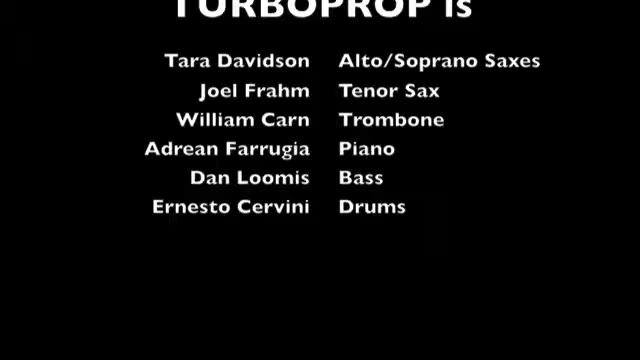 TURBOPROP is
Tara Davidson Alto/Soprano Saxes
Joel Frahm Tenor Sax
William Carn Trombone
Adrean Farrugia Piano
Dan Loomis Bass
Ernesto Cervini Drums